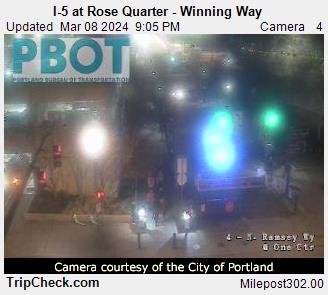 I-5 at Rose Quarter - Winning Way
Updated Mar 08 2024 9:05 PM Camera 4
PBOT
PORTLAND BUREAU OF TRANSPORTATION
4 - N. Ramsey Wy
@ One Ctr
Camera courtesy of the City of Portland
TripCheck.com Milepost302.00